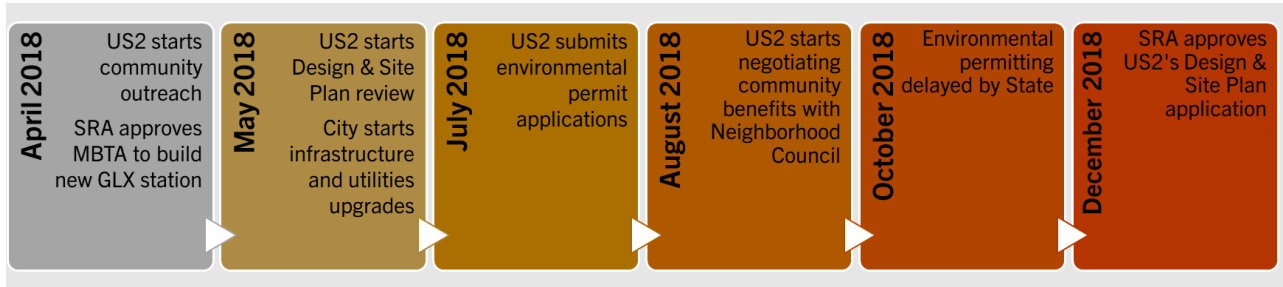 April 2018
US2 starts
community
outreach
SRA approves
MBTA to build
new GLX station
May 2018
US2 starts
Design & Site
Plan review
City starts
infrastructure
and utilities
upgrades
July 2018
US2 submits
environmental
permit
applications
August 2018
US2 starts
negotiating
community
benefits with
Neighborhood
Council
October 2018
Environmental
permitting
delayed by State
December 2018
SRA approves
US2's Design &
Site Plan
application